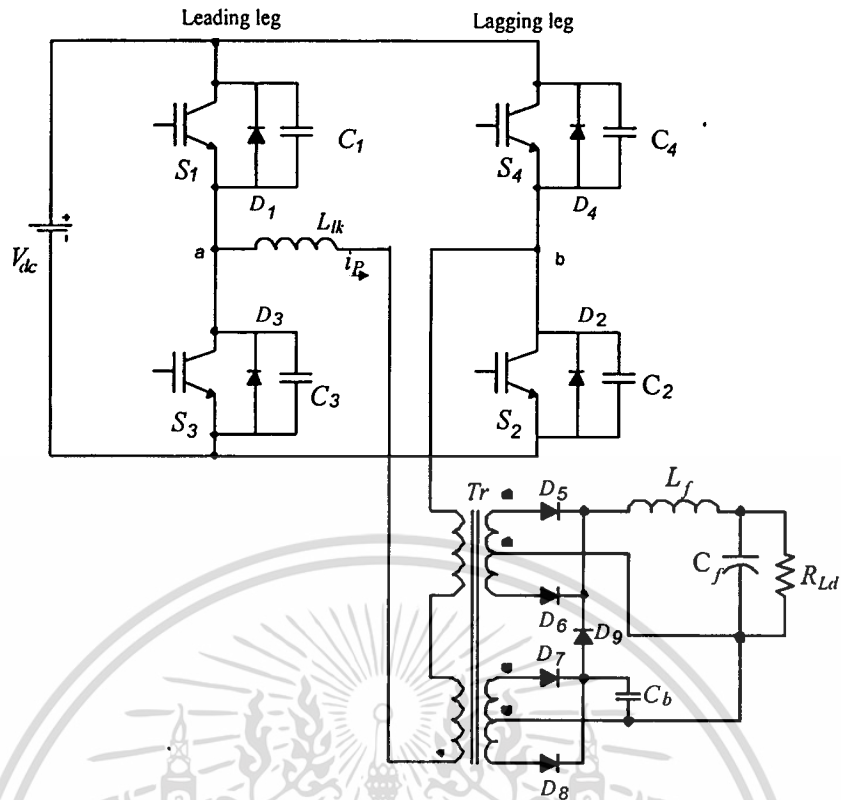 Leading leg
Lagging leg
S1
D1
C1
S4
D4
C4
Vdc
+
-
a
Llk
iP
b
S3
D3
C3
S2
D2
C2
Tr
D5
Lf
Cf
RLd
D6
D9
D7
Cb
D8